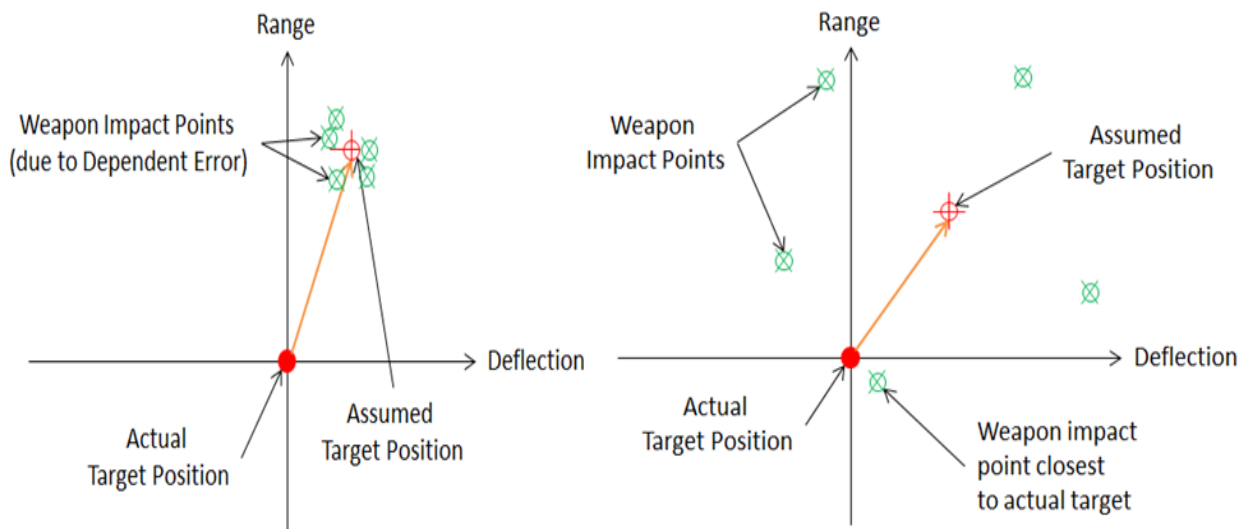 Range
Weapon Impact Points
(due to Dependent Error)
Deflection
Actual
Target Position
Assumed
Target Position
Range
Weapon
Impact Points
Assumed
Target Position
Deflection
Actual
Target Position
Weapon impact
point closest
to actual target